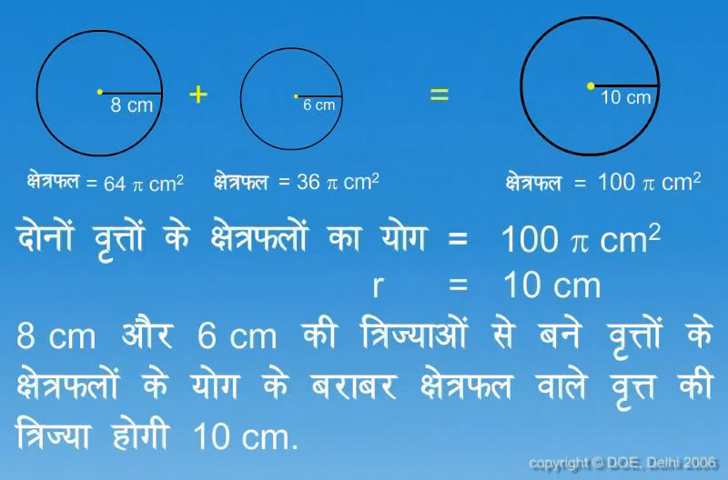 8 cm + 6 cm = 10 cm
क्षेत्रफल = 64 π cm² क्षेत्रफल = 36 π cm² क्षेत्रफल = 100 π cm²
दोनों वृत्तों के क्षेत्रफलों का योग = 100 π cm²
r = 10 cm
8 cm और 6 cm की त्रिज्याओं से बने वृत्तों के
क्षेत्रफलों के योग के बराबर क्षेत्रफल वाले वृत्त की
त्रिज्या होगी 10 cm.
copyright © DOE, Delhi 2006